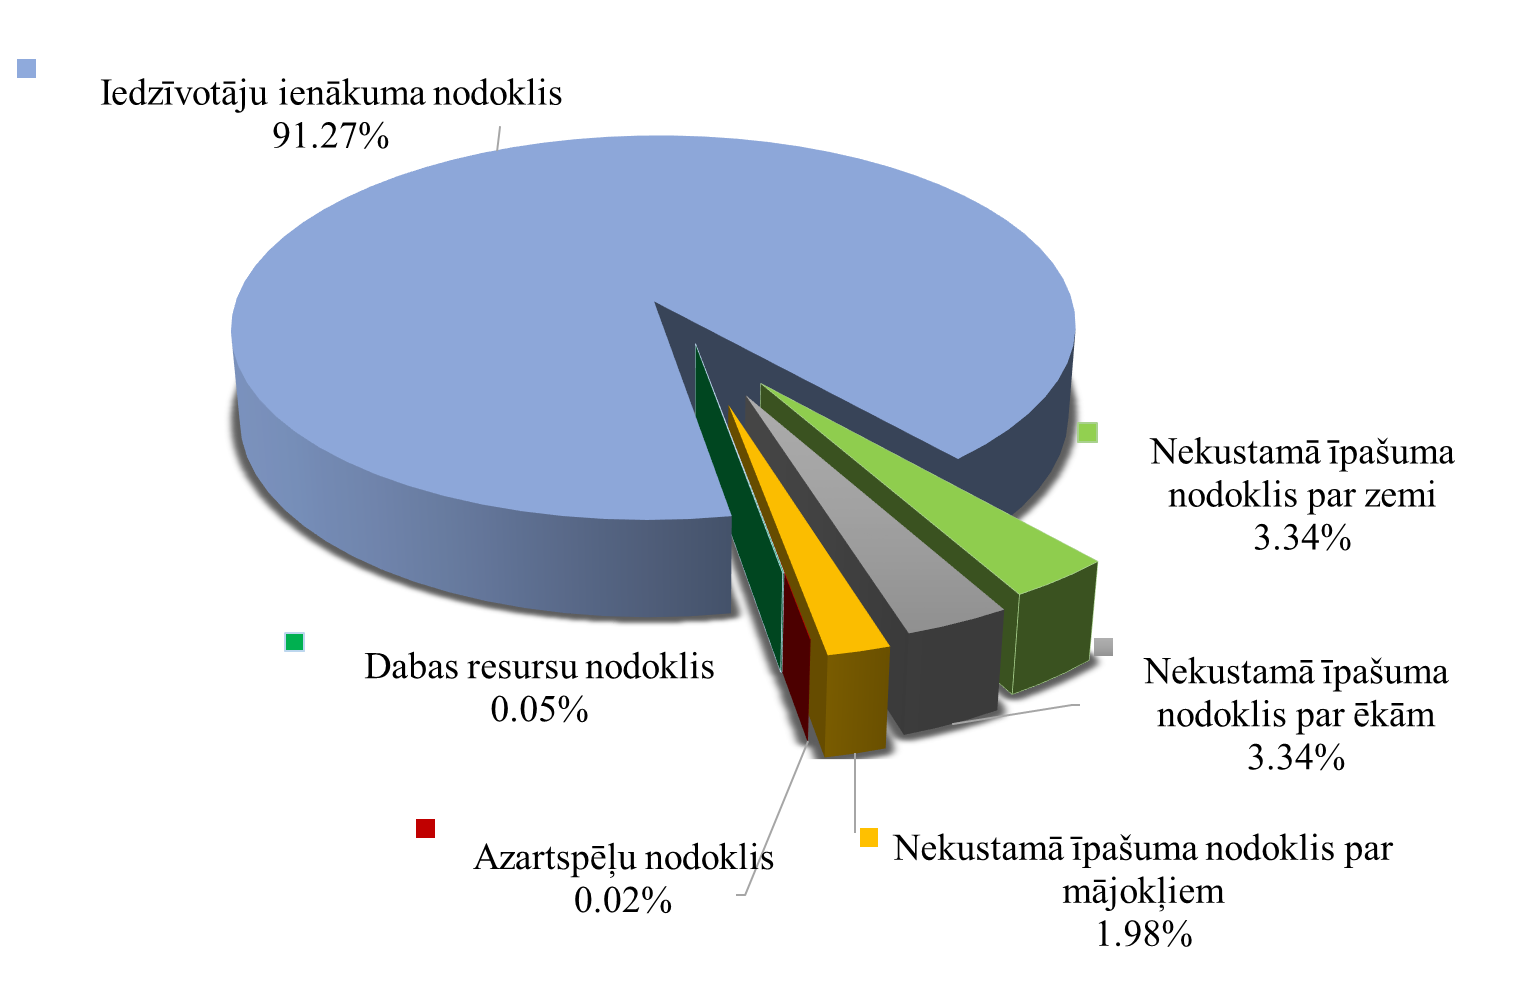 Iedzīvotāju ienākuma nodoklis
91.27%
Nekustamā īpašuma
nodoklis par zemi
3.34%
Nekustamā īpašuma
nodoklis par ēkām
3.34%
Dabas resursu nodoklis
0.05%
Azartspēļu nodoklis
0.02%
Nekustamā īpašuma nodoklis par
mājokļiem
1.98%